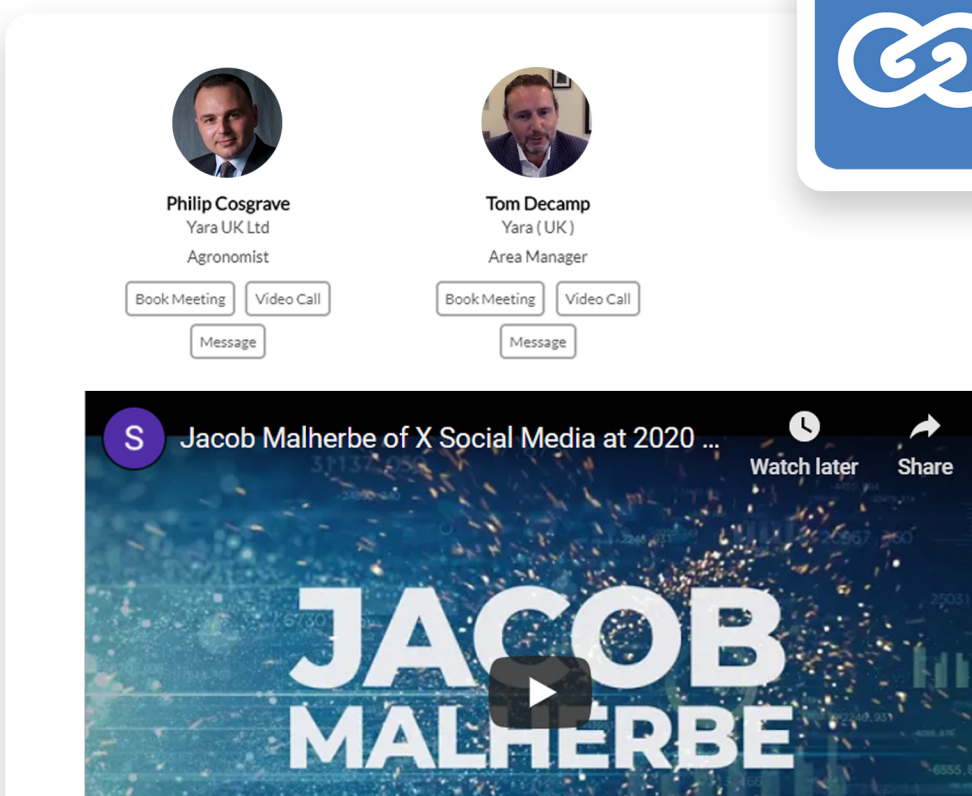 Philip Cosgrave
Yara UK Ltd
Agronomist
Book Meeting
Video Call
Message
Tom Decamp
Yara ( UK )
Area Manager
Book Meeting
Video Call
Message
S
Jacob Malherbe of X Social Media at 2020 ...
Watch later
Share
JACOB
MALHERBE